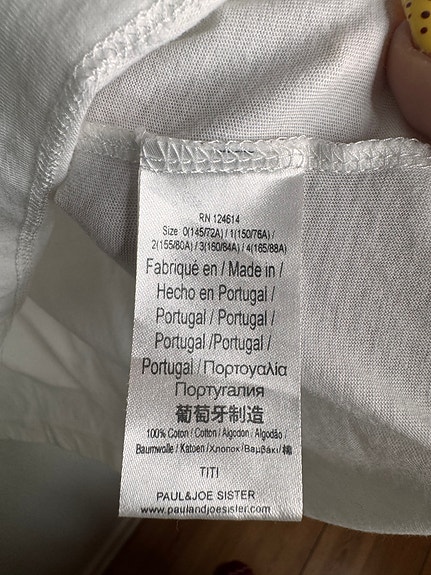 RN 124614
Size: 0(145/72A) / 1(150/76A) /
2(155/80A) / 3(160/84A) / 4(165/88A)
Fabriqué en / Made in /
Hecho en Portugal /
Portugal / Portugal /
Portugal /Portugal /
Portugal / Πορτογαλία
Португалия
葡萄牙制造
100% Coton / Cotton / Algodon / Algodão /
Baumwolle / Katoen /Хлопок / Βαμβάκι / 棉
TITI
PAUL&JOE SISTER
www.paulandjoesister.com